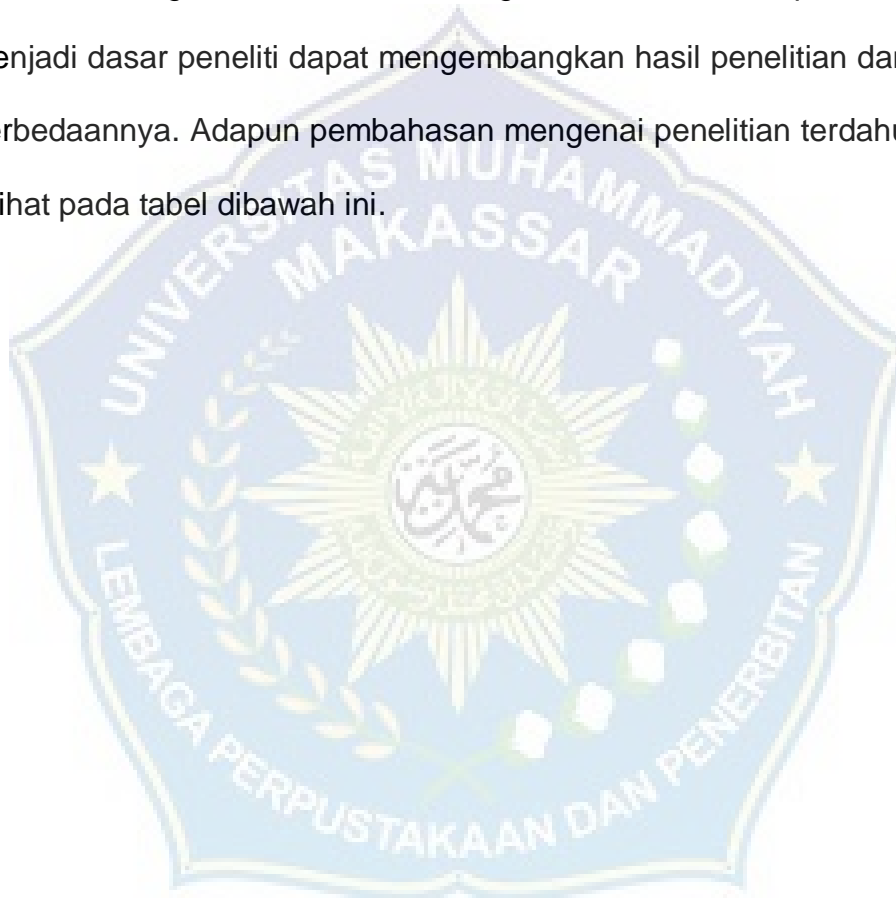 enjadi dasar peneliti dapat mengembangkan hasil penelitian dar
erbedaannya. Adapun pembahasan mengenai penelitian terdahu
ihat pada tabel dibawah ini.
UNIVERSITAS MUHAMMADIYAH
MAKASSAR
LEMBAGA PERPUSTAKAAN DAN PENERBITAN